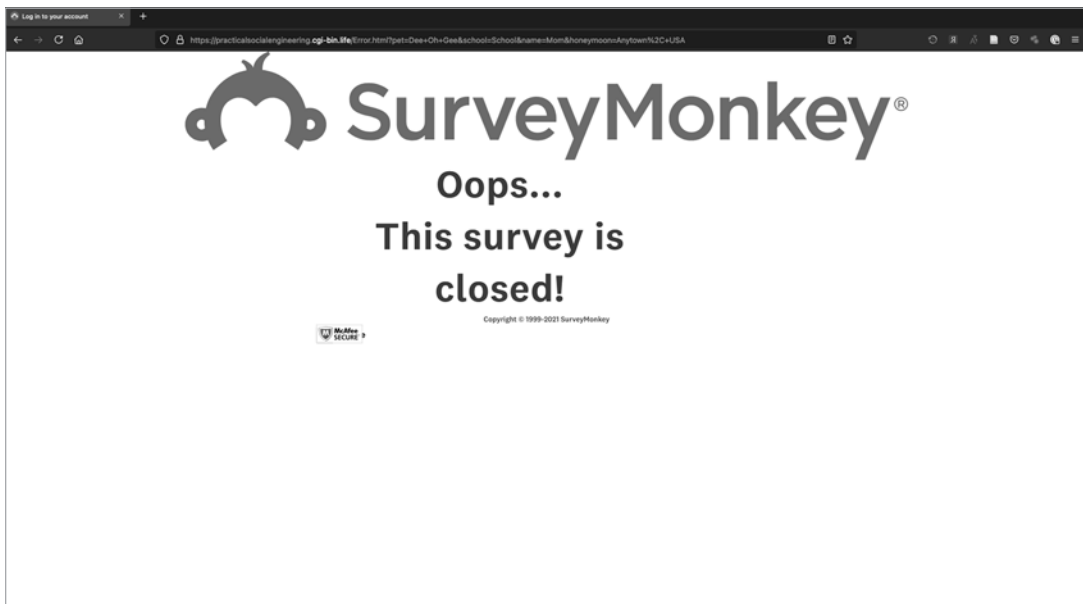 Log in to your account
https://practicalsocialengineering.cgi-bin.life/Error.html?pet=Dee+Oh+Gee&school=School&name=Mom&honeymoon=Anytown%2C+USA
SurveyMonkey®
Oops...
This survey is
closed!
Copyright © 1999-2021 SurveyMonkey
McAfee
SECURE